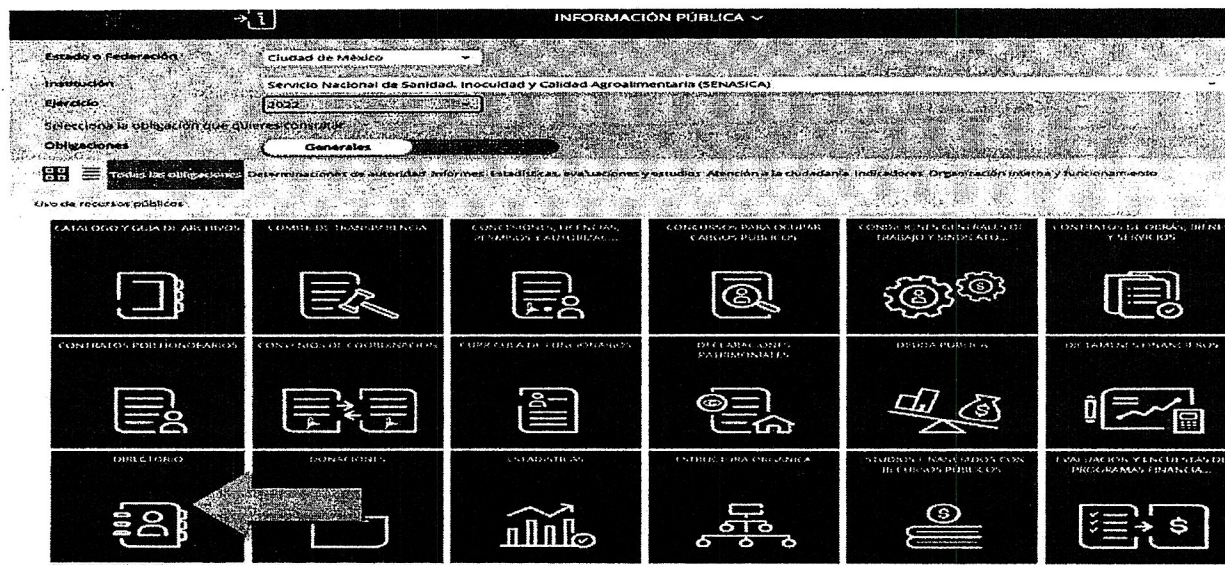 INFORMACIÓN PÚBLICA
Estado o Federación
Ciudad de México
Institución
Servicio Nacional de Sanidad, Inocuidad y Calidad Agroalimentaria (SENASICA)
Ejercicio
2022
Selecciona la obligación que quieres consultar
Obligaciones
Generales
Todas las obligaciones Determinaciones de autoridad Informes Estadísticas, evaluaciones y estudios Atención a la ciudadanía Indicadores Organización interna y funcionamiento
Uso de recursos públicos
CATÁLOGO Y GUÍA DE ARCHIVOS
COMITÉ DE TRANSPARENCIA
CONCESIONES, LICENCIAS, PERMISOS Y AUTORIZAC...
CONCURSOS PARA OCUPAR CARGOS PÚBLICOS
CONDICIONES GENERALES DE TRABAJO Y SINDICATO...
CONTRATOS DE OBRAS, BIENES Y SERVICIOS
CONTRATOS POR HONORARIOS
CONVENIOS DE COORDINACIÓN
CURRÍCULA DE FUNCIONARIOS
DECLARACIONES PATRIMONIALES
DEUDA PÚBLICA
DICTÁMENES FINANCIEROS
DIRECTORIO
DONACIONES
ESTADÍSTICAS
ESTRUCTURA ORGÁNICA
ESTUDIOS FINANCIADOS CON RECURSOS PÚBLICOS
EVALUACIÓN Y ENCUESTAS DE PROGRAMAS FINANCIA...